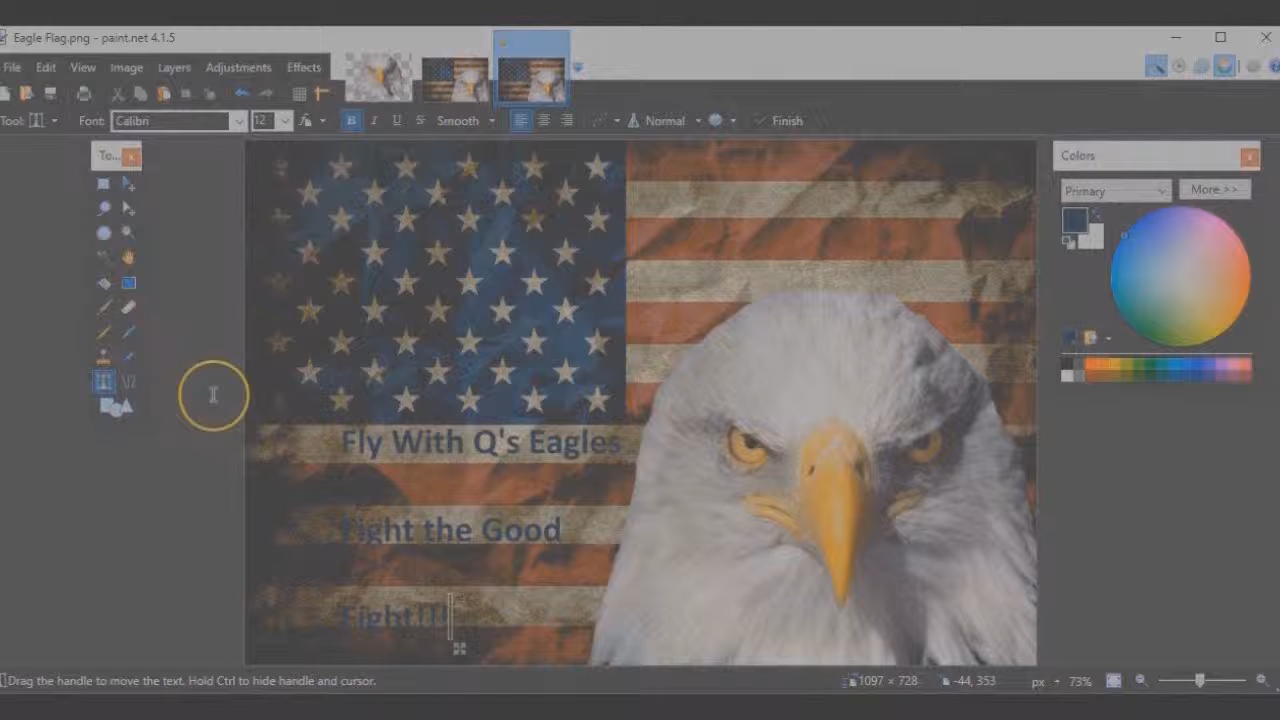 Eagle Flag.png - paint.net 4.1.5
File Edit View Image Layers Adjustments Effects
Tool: Font: Calibri 12 B I U S Smooth Normal Finish
To... Colors
Primary More >>
Fly With Q's Eagles
Fight the Good
Fight!!!
Drag the handle to move the text. Hold Ctrl to hide handle and cursor. 1097 × 728 -44, 353 px 73%